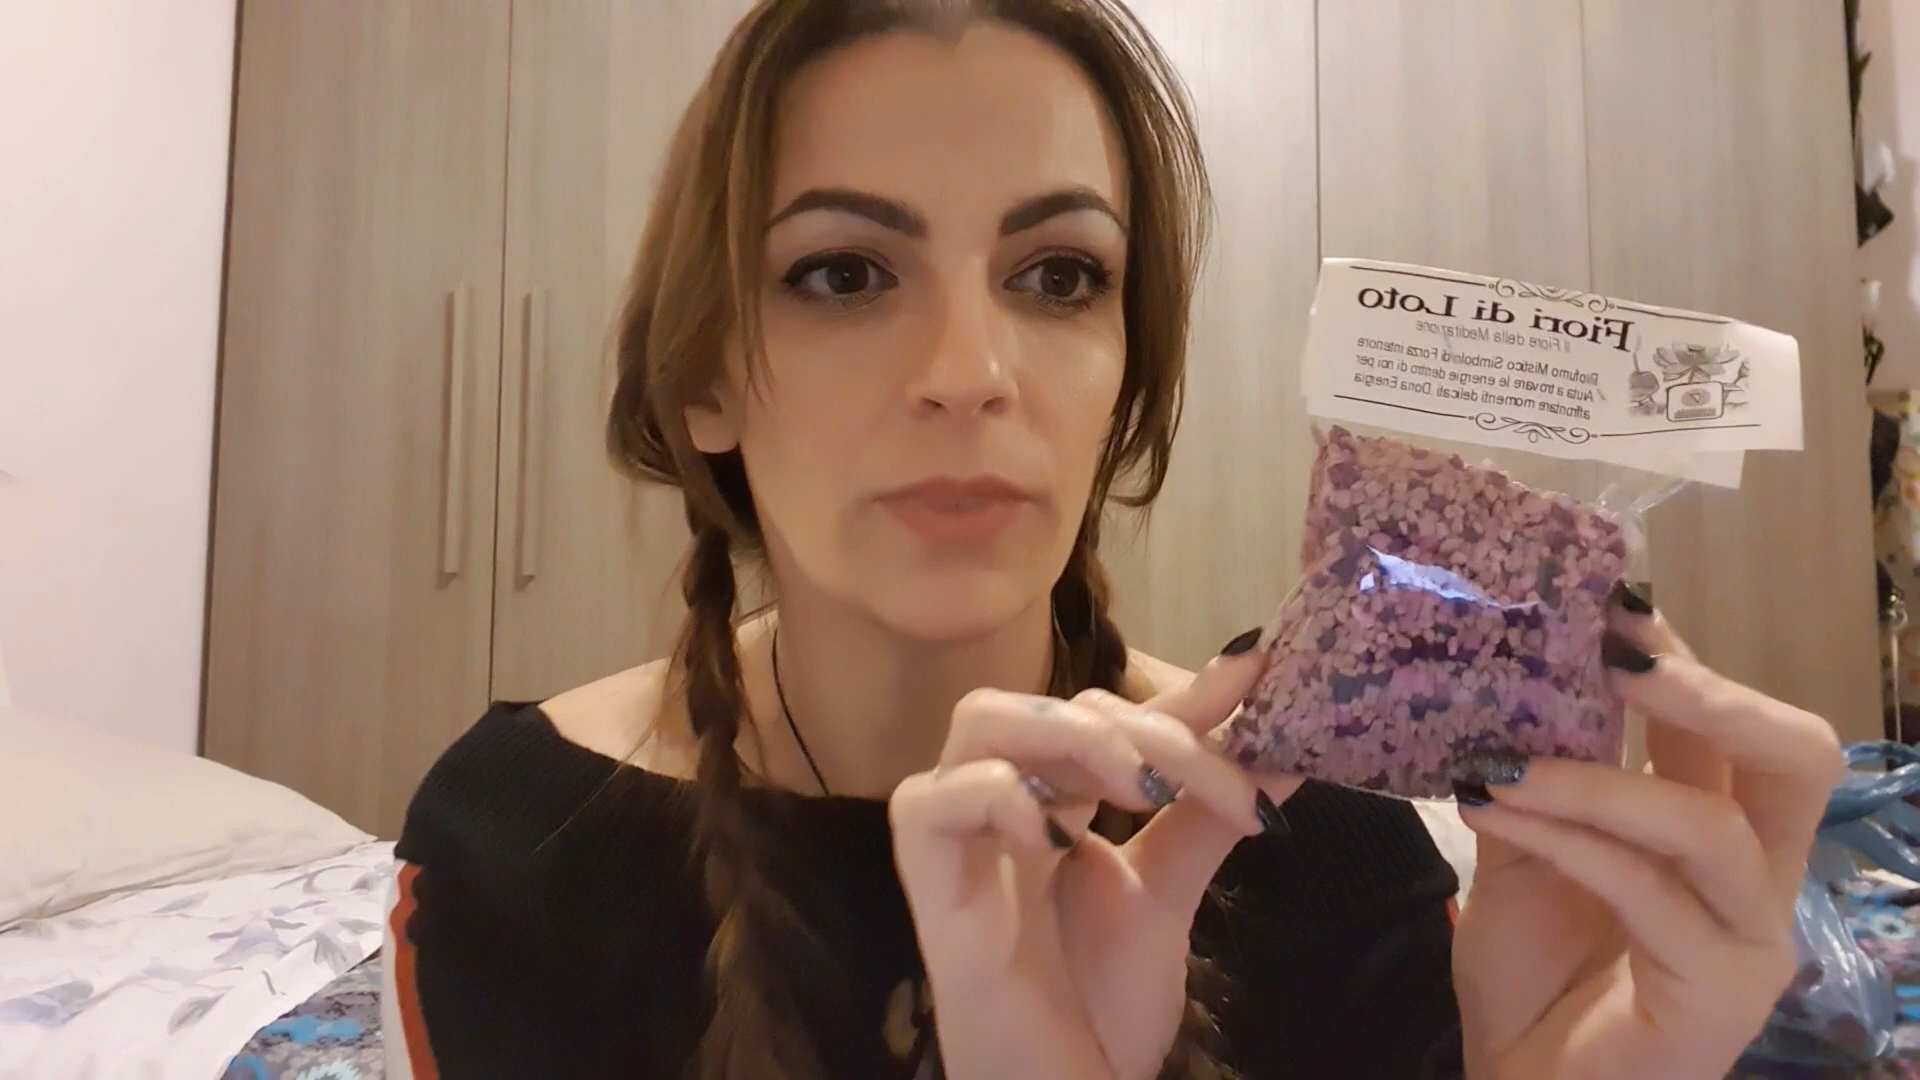 Fiori di Loto
Il Fiore della Meditazione
Profumo Mistico Simbolo di Forza interiore
Aiuta a trovare le energie dentro di noi per
affrontare momenti delicati. Dona Energia